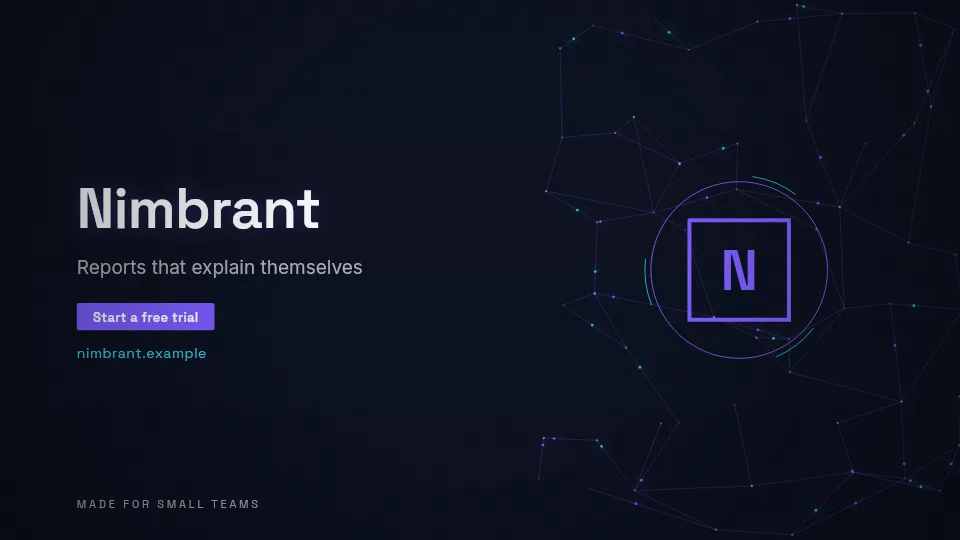 Nimbrant
Reports that explain themselves
Start a free trial
nimbrant.example
MADE FOR SMALL TEAMS
N